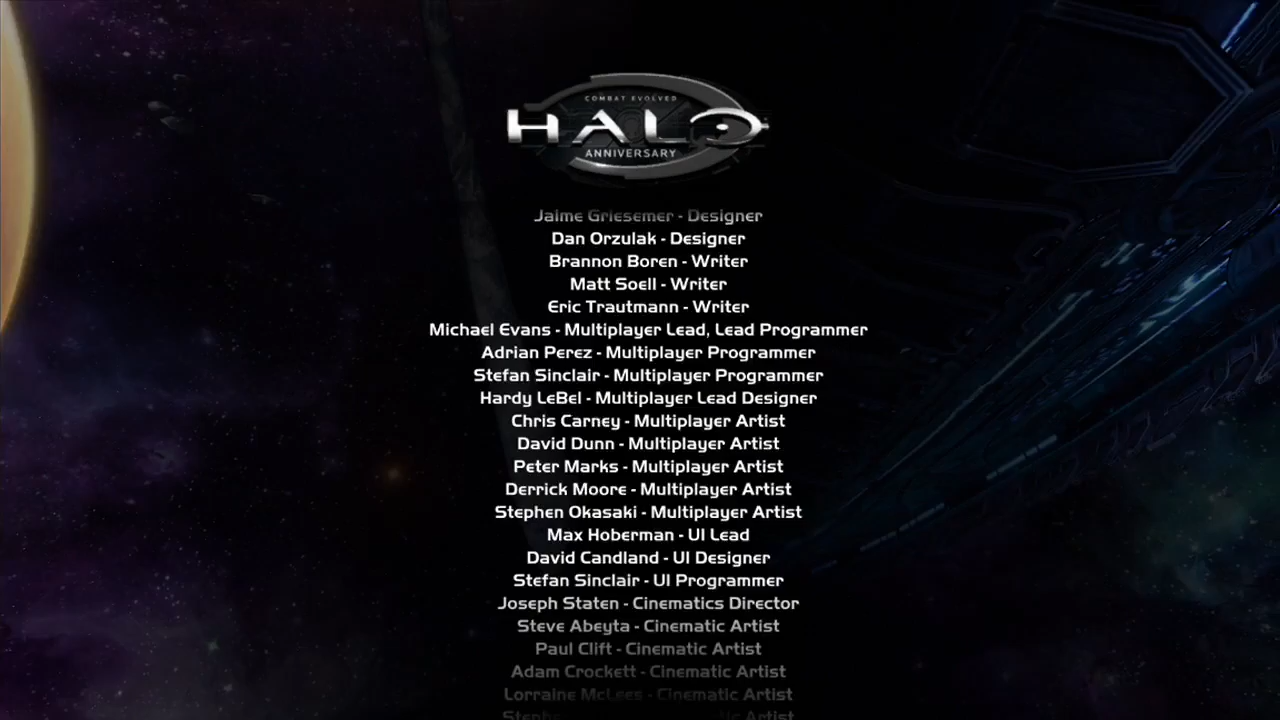 COMBAT EVOLVED
HALO
ANNIVERSARY
Jaime Griesemer - Designer
Dan Orzulak - Designer
Brannon Boren - Writer
Matt Soell - Writer
Eric Trautmann - Writer
Michael Evans - Multiplayer Lead, Lead Programmer
Adrian Perez - Multiplayer Programmer
Stefan Sinclair - Multiplayer Programmer
Hardy LeBel - Multiplayer Lead Designer
Chris Carney - Multiplayer Artist
David Dunn - Multiplayer Artist
Peter Marks - Multiplayer Artist
Derrick Moore - Multiplayer Artist
Stephen Okasaki - Multiplayer Artist
Max Hoberman - UI Lead
David Candland - UI Designer
Stefan Sinclair - UI Programmer
Joseph Staten - Cinematics Director
Steve Abeyta - Cinematic Artist
Paul Clift - Cinematic Artist
Adam Crockett - Cinematic Artist
Lorraine McLees - Cinematic Artist
Artist